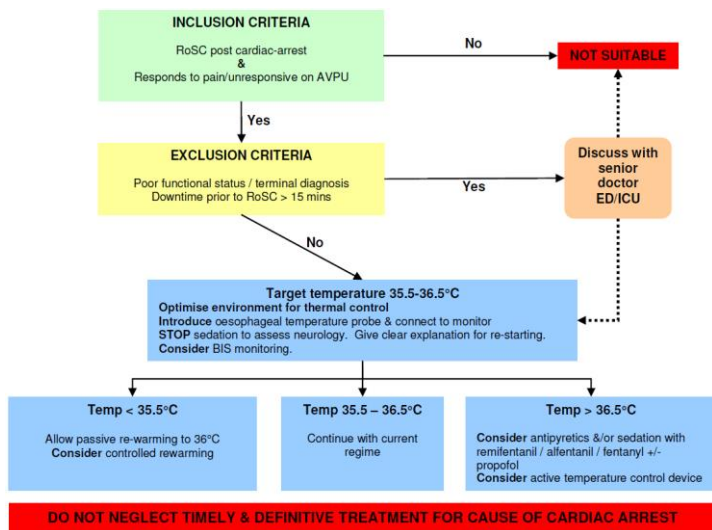 INCLUSION CRITERIA
RoSC post cardiac-arrest
&
Responds to pain/unresponsive on AVPU
No
NOT SUITABLE
Yes
EXCLUSION CRITERIA
Poor functional status / terminal diagnosis
Downtime prior to RoSC > 15 mins
Yes
Discuss with
senior
doctor
ED/ICU
No
Target temperature 35.5-36.5°C
Optimise environment for thermal control
Introduce oesophageal temperature probe & connect to monitor
STOP sedation to assess neurology. Give clear explanation for re-starting.
Consider BIS monitoring.
Temp < 35.5°C
Allow passive re-warming to 36°C
Consider controlled rewarming
Temp 35.5 – 36.5°C
Continue with current
regime
Temp > 36.5°C
Consider antipyretics &/or sedation with
remifentanil / alfentanil / fentanyl +/-
propofol
Consider active temperature control device
DO NOT NEGLECT TIMELY & DEFINITIVE TREATMENT FOR CAUSE OF CARDIAC ARREST